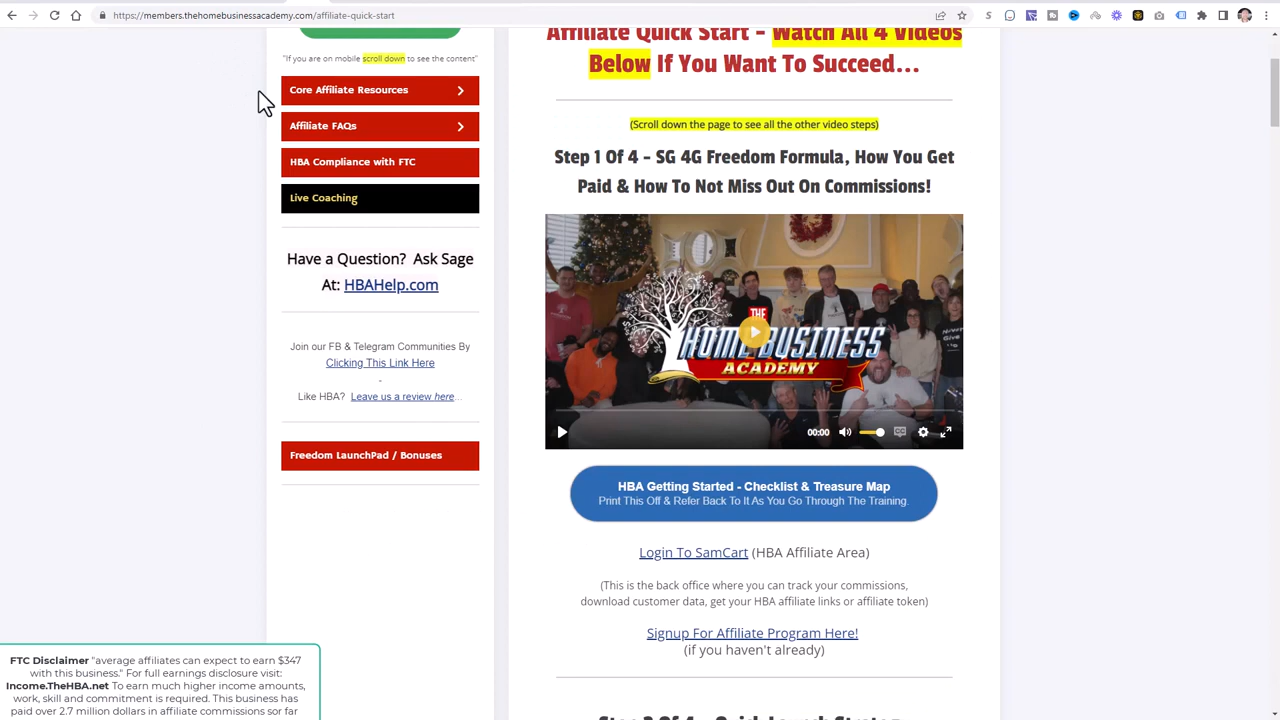 https://members.thehomebusinessacademy.com/affiliate-quick-start
"If you are on mobile scroll down to see the content"
Core Affiliate Resources
Affiliate FAQs
HBA Compliance with FTC
Live Coaching
Have a Question? Ask Sage
At: HBAHelp.com
Join our FB & Telegram Communities By
Clicking This Link Here
-
Like HBA? Leave us a review here...
Freedom LaunchPad / Bonuses
Affiliate Quick Start - Watch All 4 Videos
Below If You Want To Succeed...
(Scroll down the page to see all the other video steps)
Step 1 Of 4 - SG 4G Freedom Formula, How You Get
Paid & How To Not Miss Out On Commissions!
THE
HOME BUSINESS
ACADEMY
00:00
HBA Getting Started - Checklist & Treasure Map
Print This Off & Refer Back To It As You Go Through The Training.
Login To SamCart (HBA Affiliate Area)
(This is the back office where you can track your commissions,
download customer data, get your HBA affiliate links or affiliate token)
Signup For Affiliate Program Here!
(if you haven't already)
FTC Disclaimer "average affiliates can expect to earn $347
with this business." For full earnings disclosure visit:
Income.TheHBA.net To earn much higher income amounts,
work, skill and commitment is required. This business has
paid over 2.7 million dollars in affiliate commissions sor far